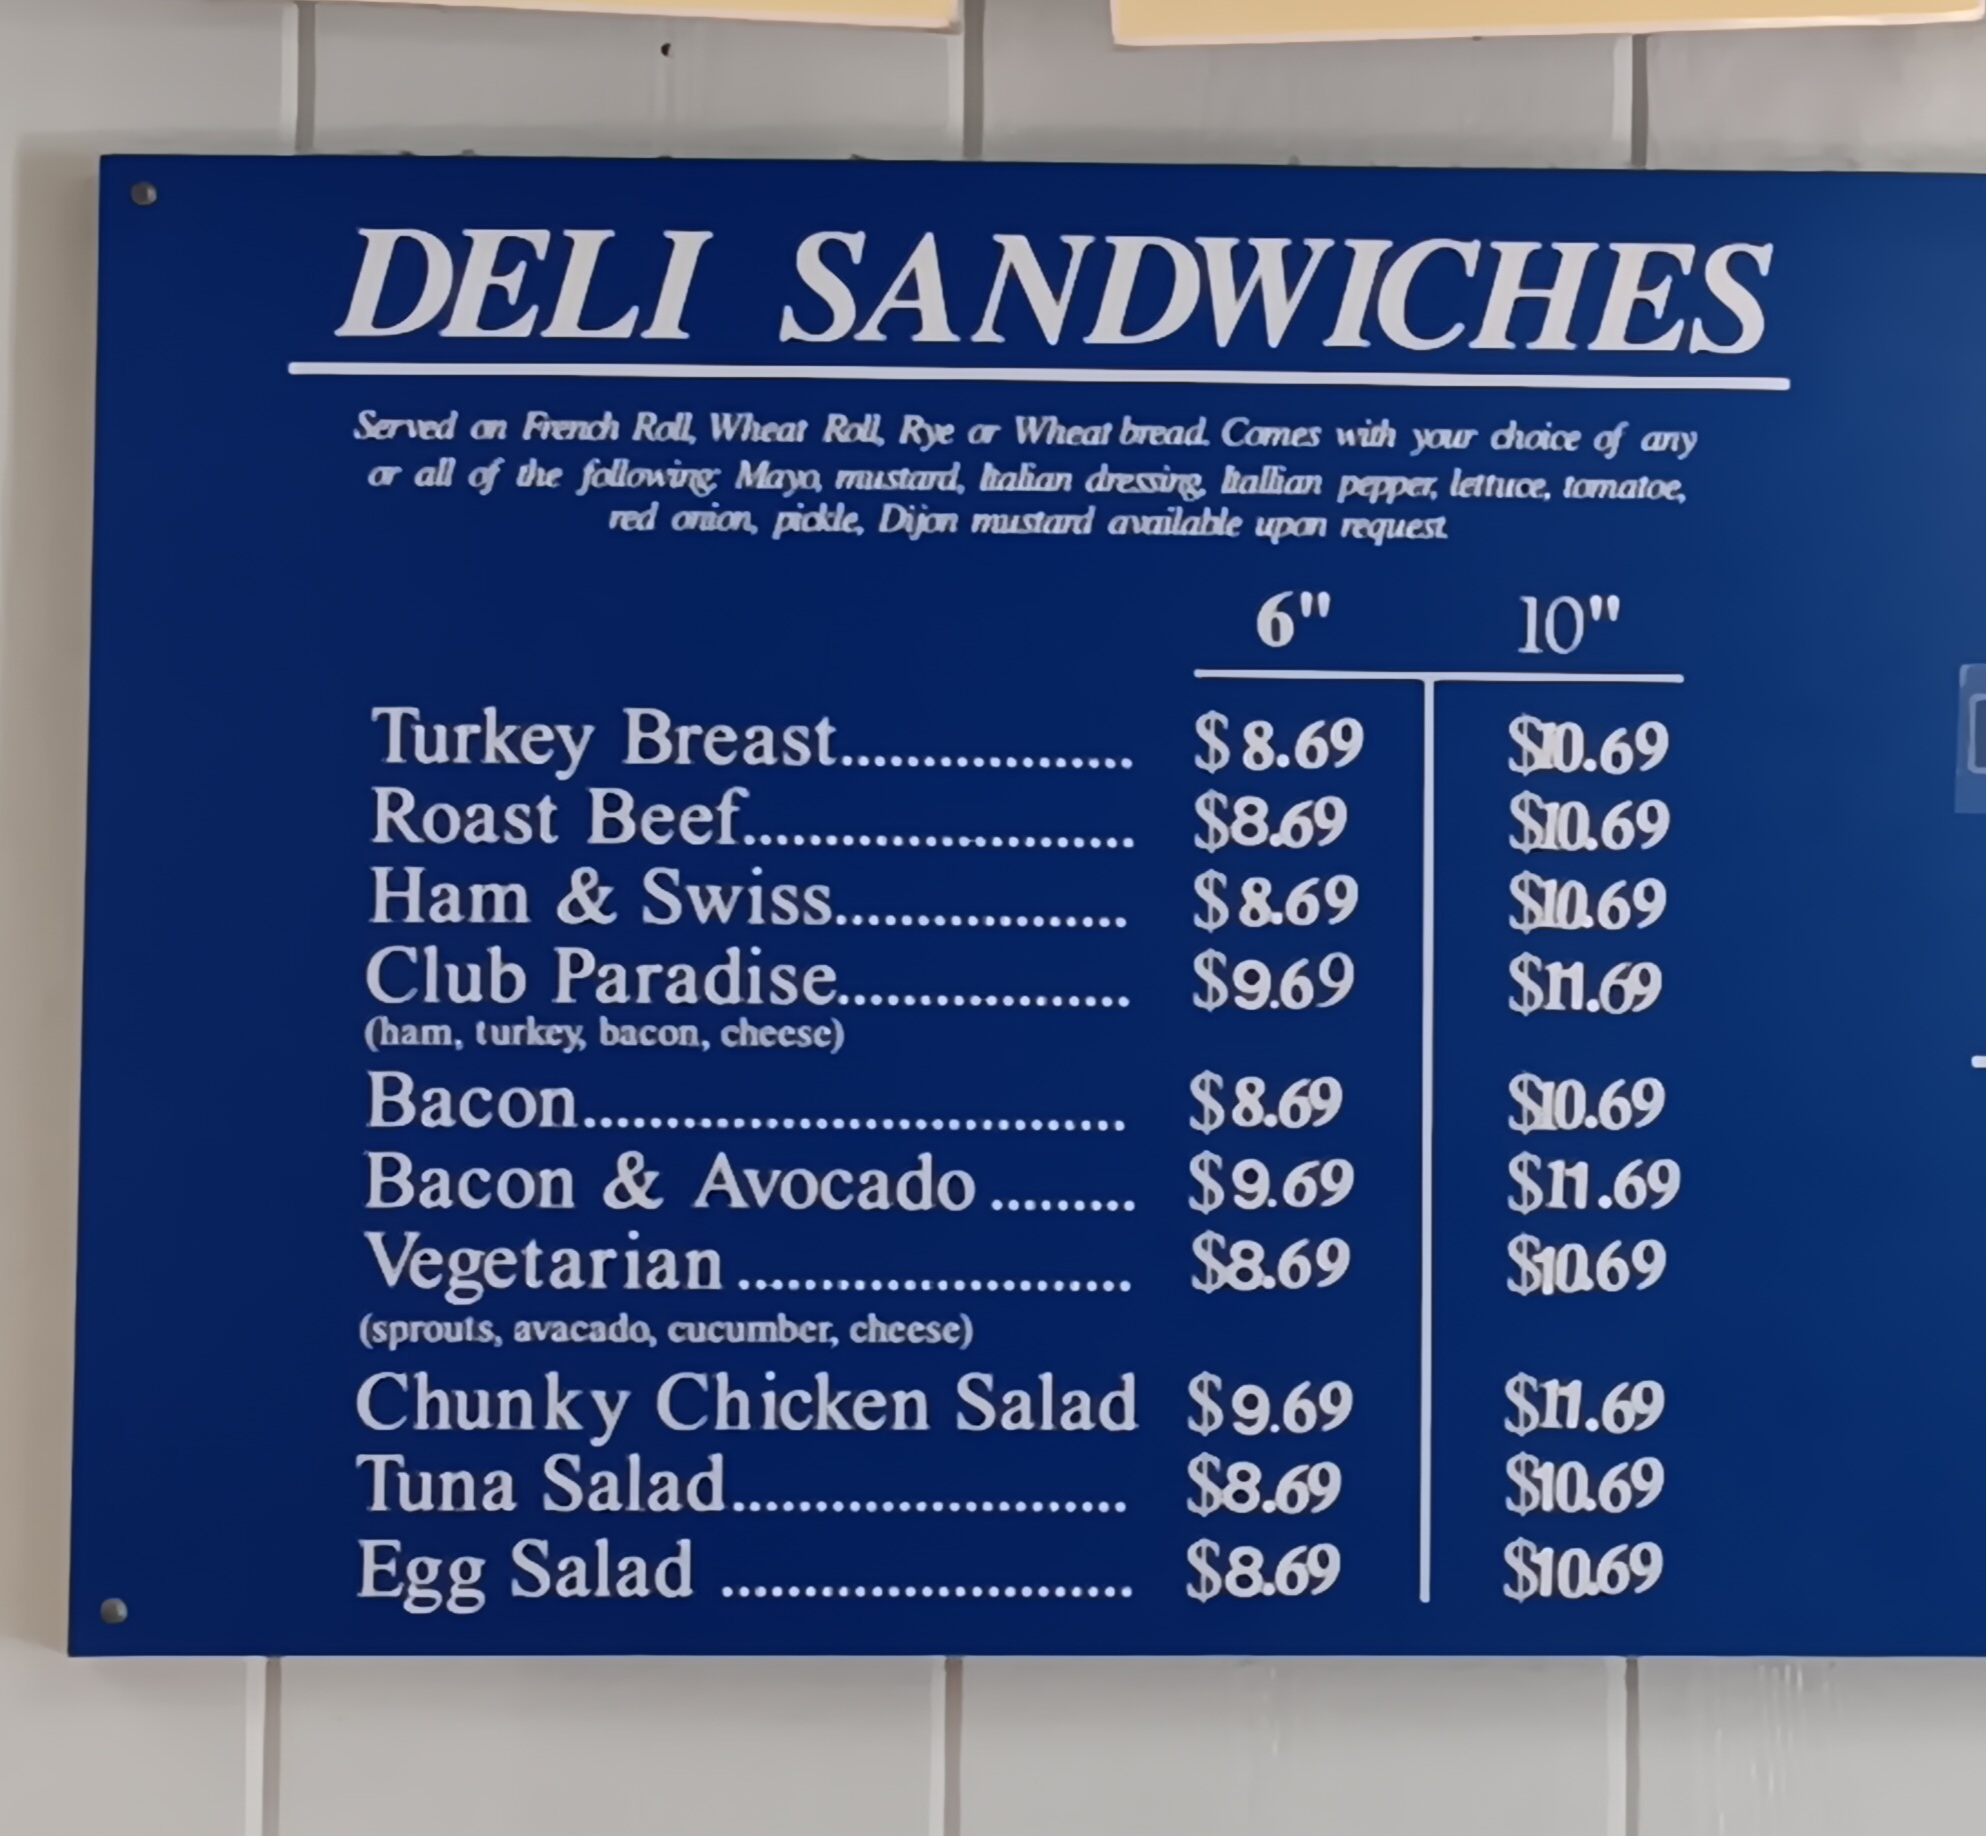 DELI SANDWICHES
Served on French Roll, Wheat Roll, Rye or Wheat bread. Comes with your choice of any
or all of the following: Mayo, mustard, Italian dressing, Itallian pepper, lettuce, tomatoe,
red onion, pickle, Dijon mustard available upon request.
6" 10"
Turkey Breast.................. $8.69 $10.69
Roast Beef........................ $8.69 $10.69
Ham & Swiss.................. $8.69 $10.69
Club Paradise.................. $9.69 $11.69
(ham, turkey, bacon, cheese)
Bacon................................. $8.69 $10.69
Bacon & Avocado ......... $9.69 $11.69
Vegetarian ........................ $8.69 $10.69
(sprouts, avacado, cucumber, cheese)
Chunky Chicken Salad $9.69 $11.69
Tuna Salad........................ $8.69 $10.69
Egg Salad ......................... $8.69 $10.69